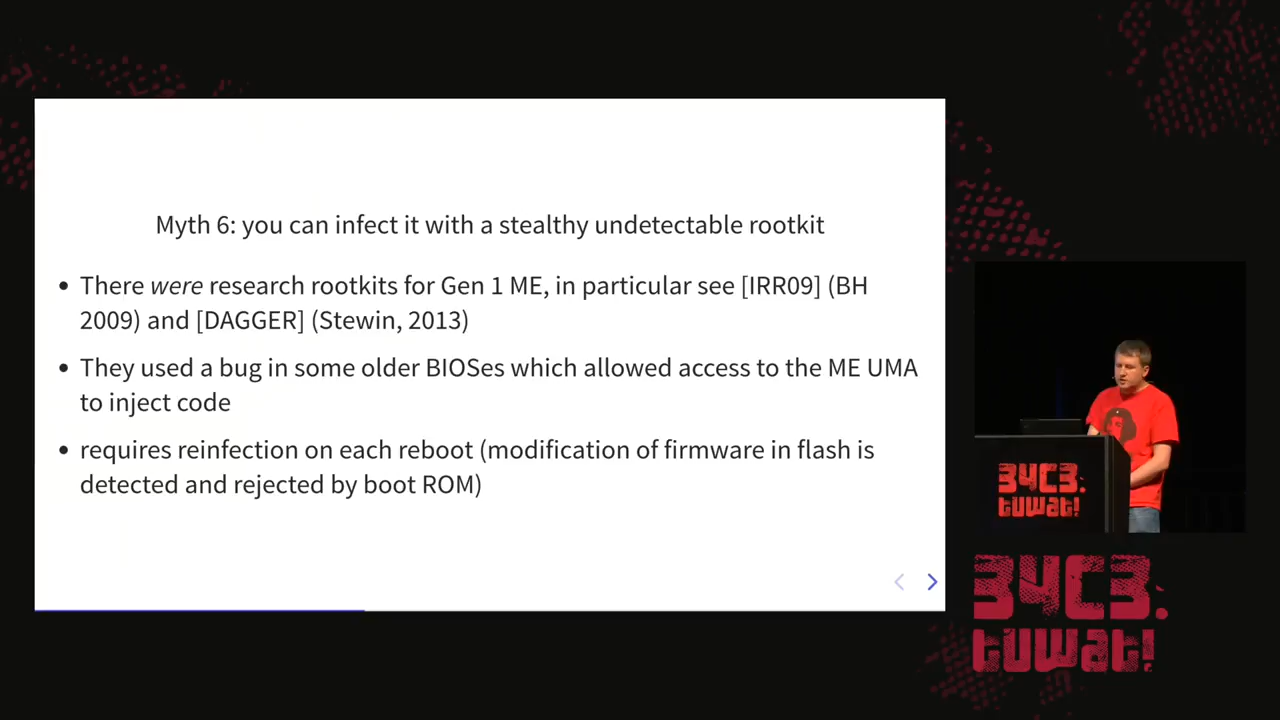 Myth 6: you can infect it with a stealthy undetectable rootkit
• There were research rootkits for Gen 1 ME, in particular see [IRR09] (BH
2009) and [DAGGER] (Stewin, 2013)
• They used a bug in some older BIOSes which allowed access to the ME UMA
to inject code
• requires reinfection on each reboot (modification of firmware in flash is
detected and rejected by boot ROM)
34C3.
tuwat!
34C3.
tuwat!